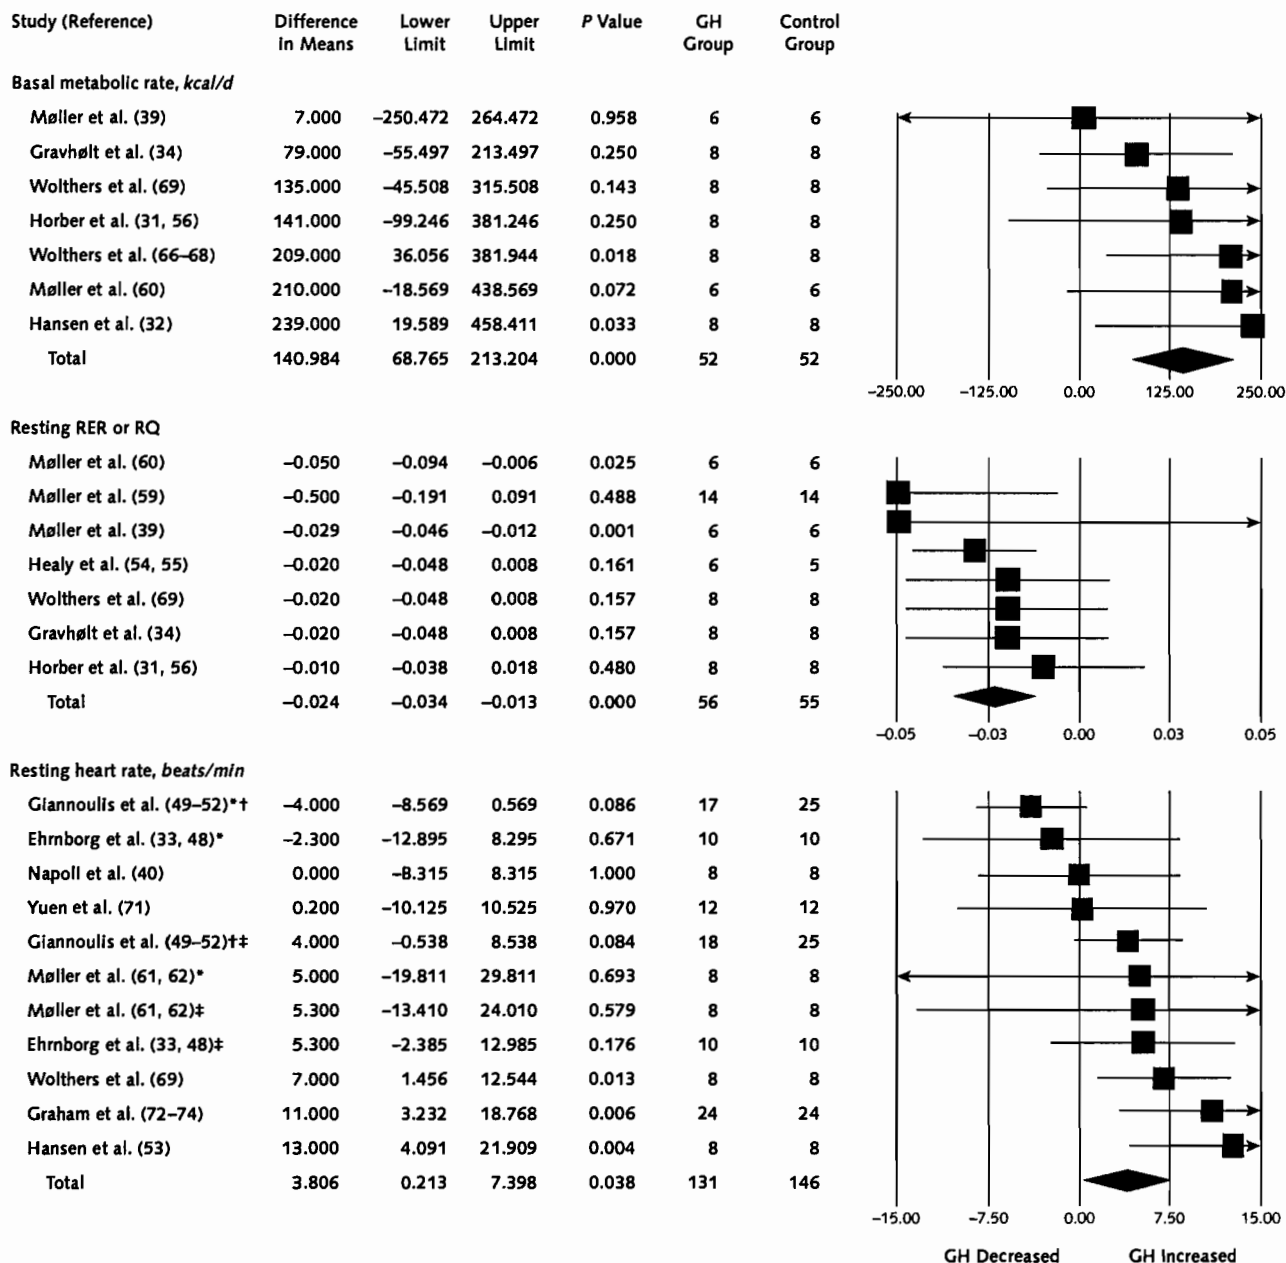 Study (Reference) Difference Lower Upper P Value GH Control
in Means Limit Limit Group Group
Basal metabolic rate, kcal/d
Møller et al. (39) 7.000 −250.472 264.472 0.958 6 6
Gravhølt et al. (34) 79.000 −55.497 213.497 0.250 8 8
Wolthers et al. (69) 135.000 −45.508 315.508 0.143 8 8
Horber et al. (31, 56) 141.000 −99.246 381.246 0.250 8 8
Wolthers et al. (66–68) 209.000 36.056 381.944 0.018 8 8
Møller et al. (60) 210.000 −18.569 438.569 0.072 6 6
Hansen et al. (32) 239.000 19.589 458.411 0.033 8 8
Total 140.984 68.765 213.204 0.000 52 52
−250.00 −125.00 0.00 125.00 250.00
Resting RER or RQ
Møller et al. (60) −0.050 −0.094 −0.006 0.025 6 6
Møller et al. (59) −0.500 −0.191 0.091 0.488 14 14
Møller et al. (39) −0.029 −0.046 −0.012 0.001 6 6
Healy et al. (54, 55) −0.020 −0.048 0.008 0.161 6 5
Wolthers et al. (69) −0.020 −0.048 0.008 0.157 8 8
Gravhølt et al. (34) −0.020 −0.048 0.008 0.157 8 8
Horber et al. (31, 56) −0.010 −0.038 0.018 0.480 8 8
Total −0.024 −0.034 −0.013 0.000 56 55
−0.05 −0.03 0.00 0.03 0.05
Resting heart rate, beats/min
Giannoulis et al. (49–52)*† −4.000 −8.569 0.569 0.086 17 25
Ehrnborg et al. (33, 48)* −2.300 −12.895 8.295 0.671 10 10
Napoli et al. (40) 0.000 −8.315 8.315 1.000 8 8
Yuen et al. (71) 0.200 −10.125 10.525 0.970 12 12
Giannoulis et al. (49–52)†‡ 4.000 −0.538 8.538 0.084 18 25
Møller et al. (61, 62)* 5.000 −19.811 29.811 0.693 8 8
Møller et al. (61, 62)‡ 5.300 −13.410 24.010 0.579 8 8
Ehrnborg et al. (33, 48)‡ 5.300 −2.385 12.985 0.176 10 10
Wolthers et al. (69) 7.000 1.456 12.544 0.013 8 8
Graham et al. (72–74) 11.000 3.232 18.768 0.006 24 24
Hansen et al. (53) 13.000 4.091 21.909 0.004 8 8
Total 3.806 0.213 7.398 0.038 131 146
−15.00 −7.50 0.00 7.50 15.00
GH Decreased GH Increased